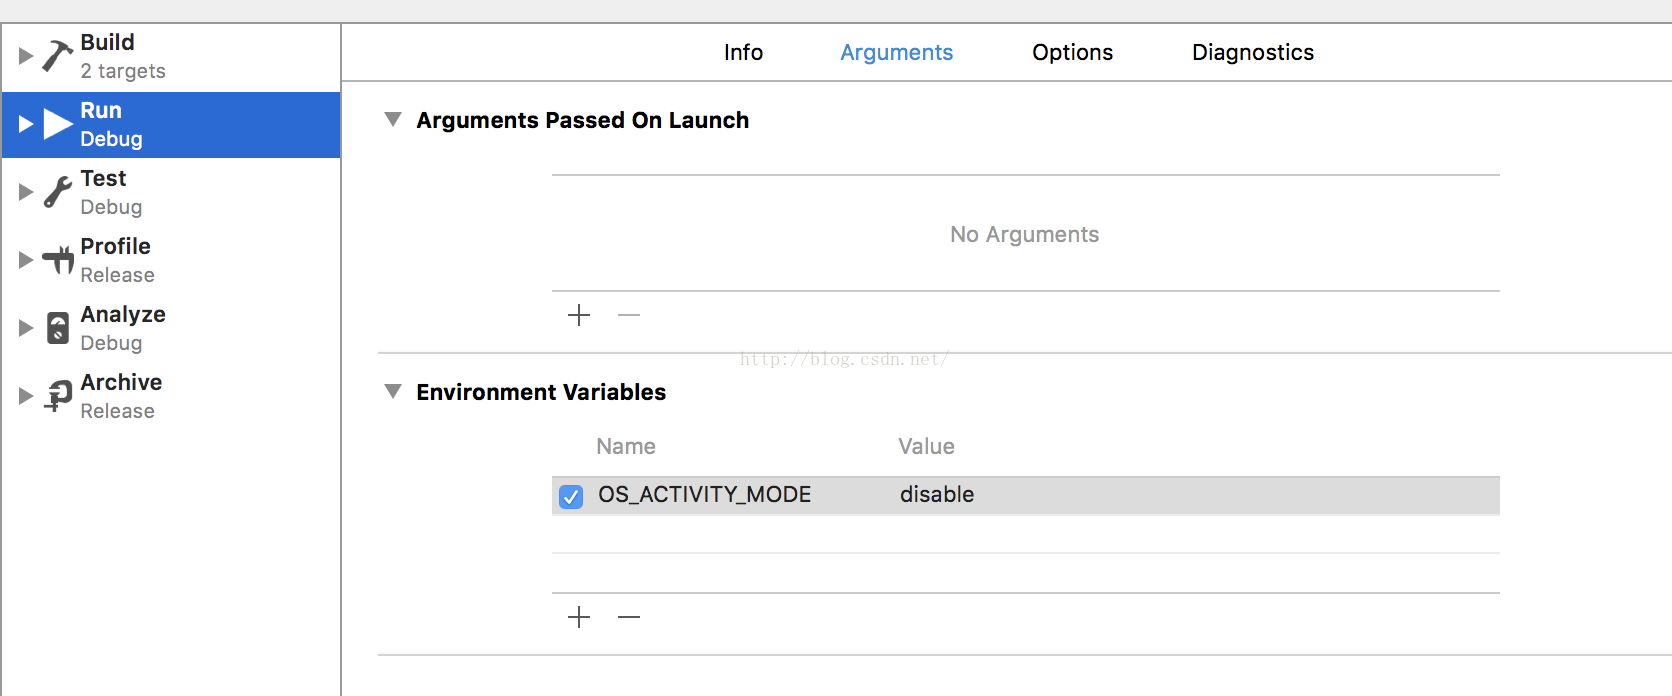 Build
2 targets
Run
Debug
Test
Debug
Profile
Release
Analyze
Debug
Archive
Release
Info Arguments Options Diagnostics
Arguments Passed On Launch
No Arguments
http://blog.csdn.net/
Environment Variables
Name Value
OS_ACTIVITY_MODE disable